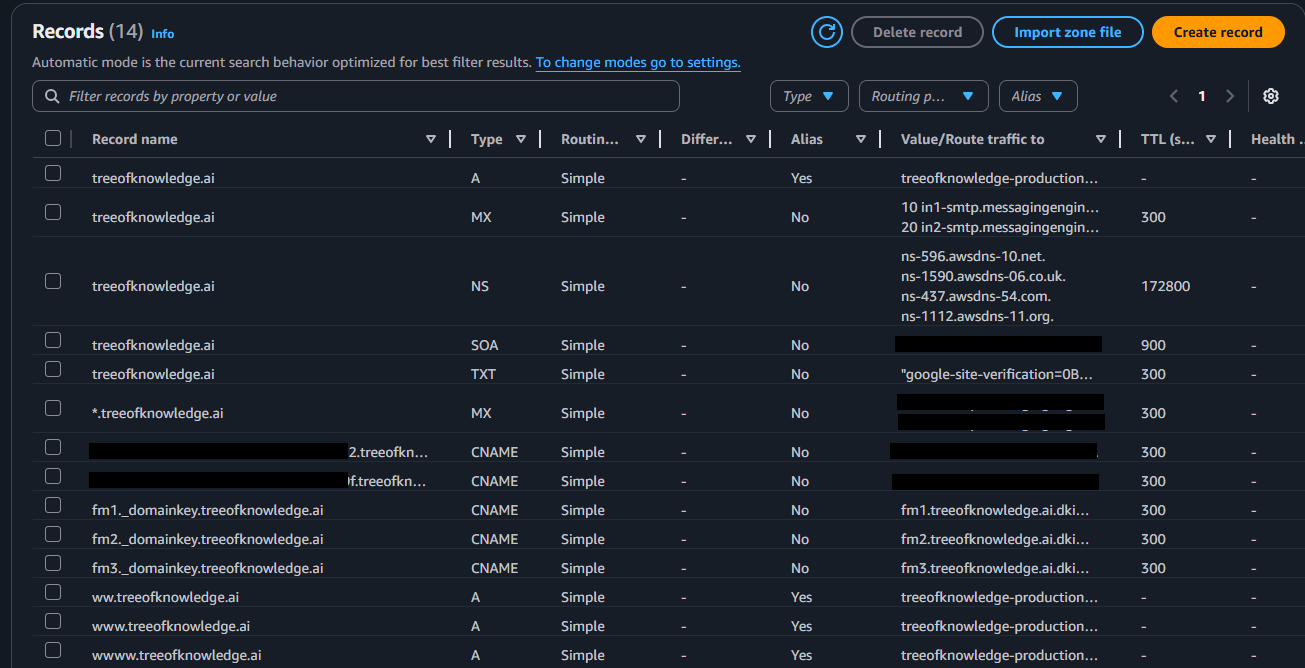 Records (14) Info
Delete record
Import zone file
Create record
Automatic mode is the current search behavior optimized for best filter results. To change modes go to settings.
Filter records by property or value
Type
Routing p...
Alias
1
Record name Type Routin... Differ... Alias Value/Route traffic to TTL (s... Health ...
treeofknowledge.ai A Simple - Yes treeofknowledge-production... - -
treeofknowledge.ai MX Simple - No 10 in1-smtp.messagingengin... 300 -
20 in2-smtp.messagingengin...
treeofknowledge.ai NS Simple - No ns-596.awsdns-10.net. 172800 -
ns-1590.awsdns-06.co.uk.
ns-437.awsdns-54.com.
ns-1112.awsdns-11.org.
treeofknowledge.ai SOA Simple - No 900 -
treeofknowledge.ai TXT Simple - No "google-site-verification=0B... 300 -
*.treeofknowledge.ai MX Simple - No 300 -
2.treeofkn... CNAME Simple - No 300 -
f.treeofkn... CNAME Simple - No 300 -
fm1._domainkey.treeofknowledge.ai CNAME Simple - No fm1.treeofknowledge.ai.dki... 300 -
fm2._domainkey.treeofknowledge.ai CNAME Simple - No fm2.treeofknowledge.ai.dki... 300 -
fm3._domainkey.treeofknowledge.ai CNAME Simple - No fm3.treeofknowledge.ai.dki... 300 -
ww.treeofknowledge.ai A Simple - Yes treeofknowledge-production... - -
www.treeofknowledge.ai A Simple - Yes treeofknowledge-production... - -
wwww.treeofknowledge.ai A Simple - Yes treeofknowledge-production... - -